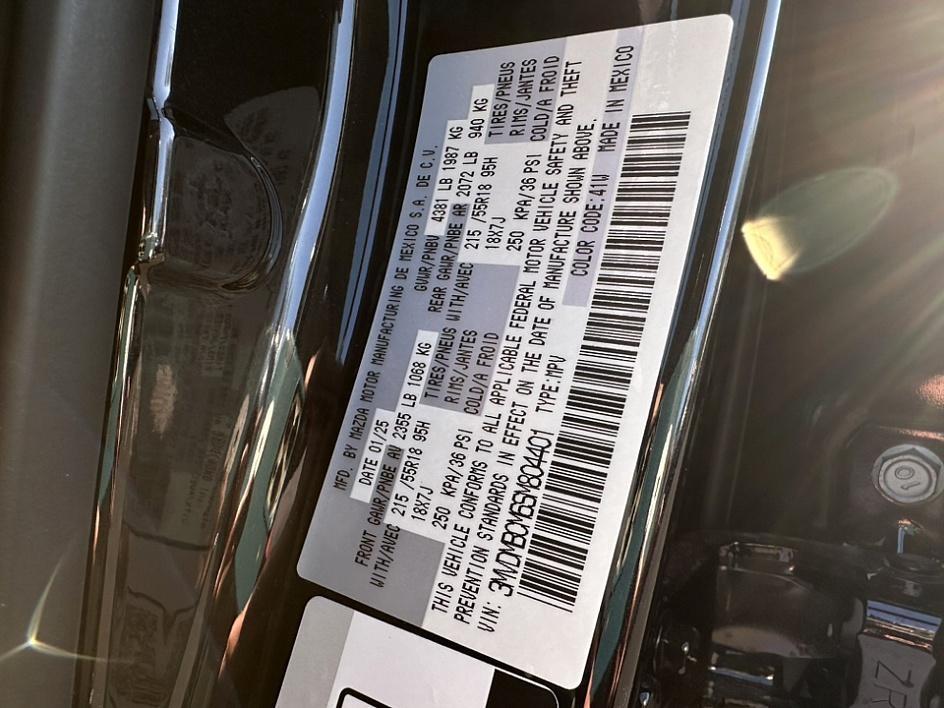 MFD. BY MAZDA MOTOR MANUFACTURING DE MEXICO S.A. DE C.V.
DATE 01/25 GVWR/PNBV 4381 LB 1987 KG
FRONT GAWR/PNBE AV 2355 LB 1068 KG REAR GAWR/PNBE AR 2072 LB 940 KG
WITH/AVEC 215 /55R18 95H TIRES/PNEUS WITH/AVEC 215 /55R18 95H TIRES/PNEUS
18X7J RIMS/JANTES 18X7J RIMS/JANTES
250 KPA/36 PSI COLD/A FROID 250 KPA/36 PSI COLD/A FROID
THIS VEHICLE CONFORMS TO ALL APPLICABLE FEDERAL MOTOR VEHICLE SAFETY AND THEFT
PREVENTION STANDARDS IN EFFECT ON THE DATE OF MANUFACTURE SHOWN ABOVE.
VIN: 3MVDMBCM6SM804401 TYPE:MPV COLOR CODE:41W MADE IN MEXICO